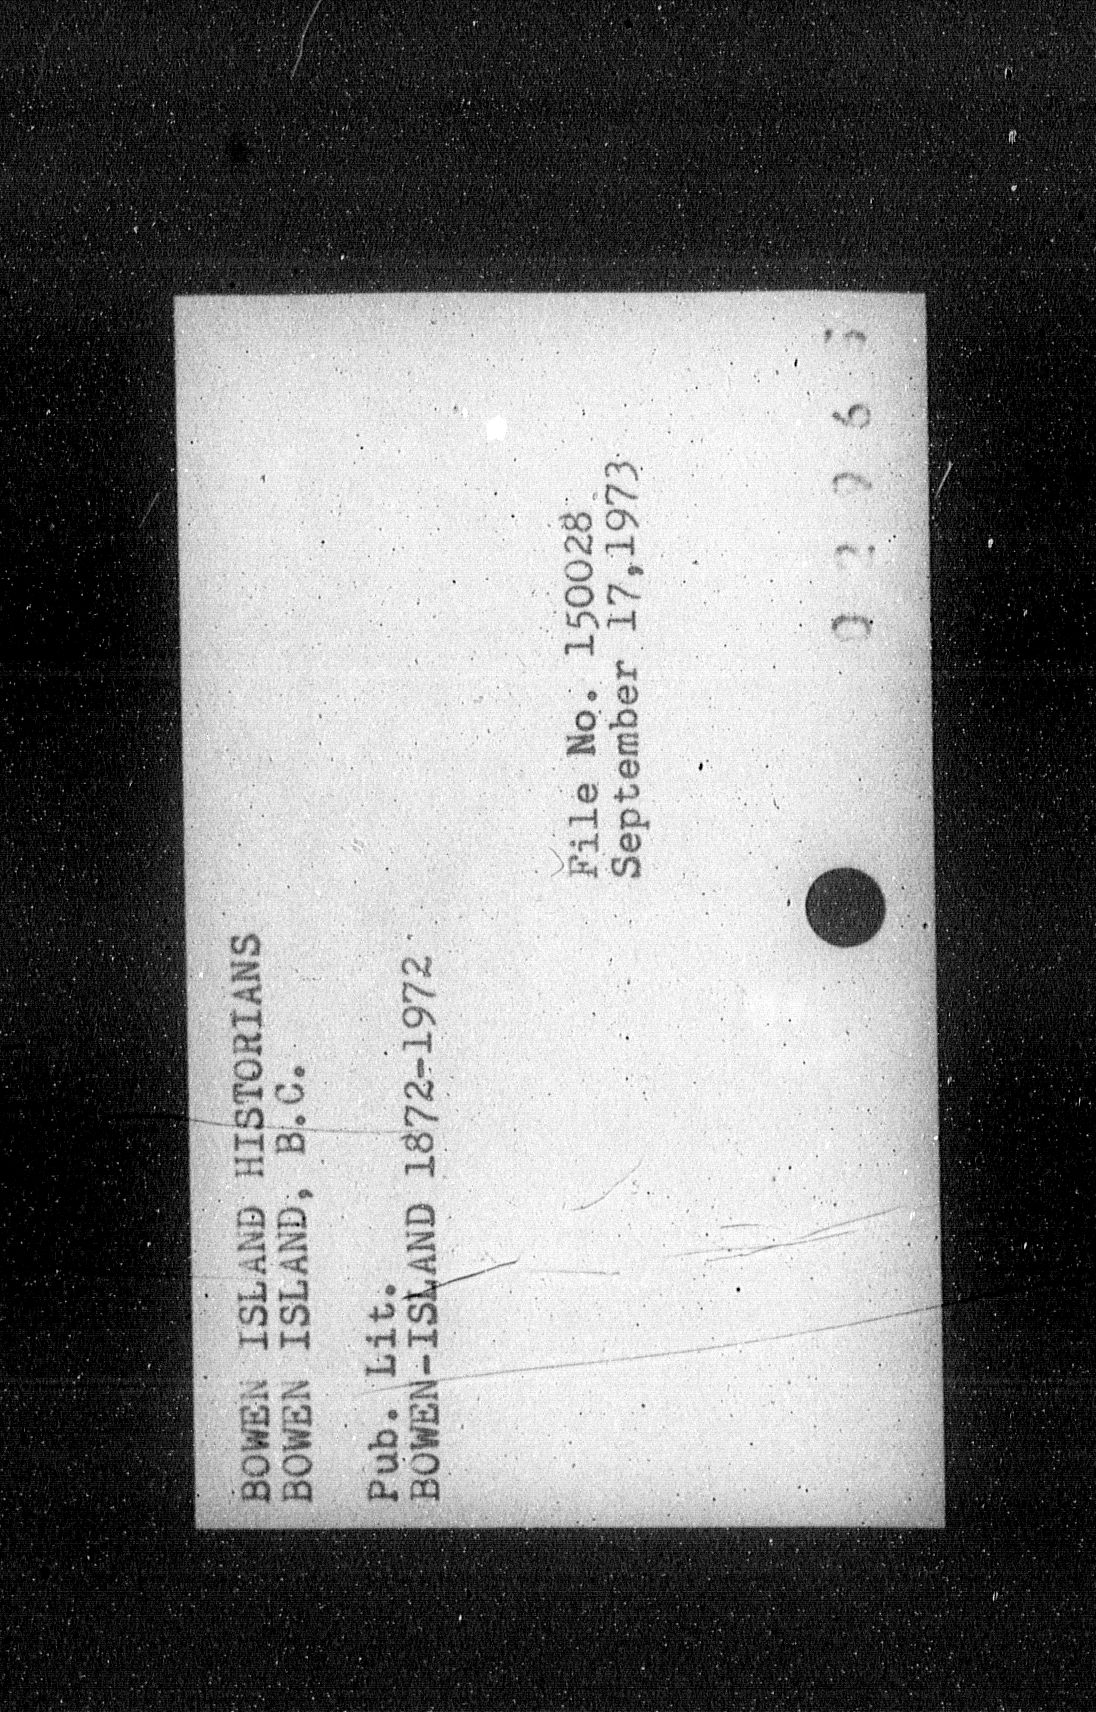 BOWEN ISLAND HISTORIANS
BOWEN ISLAND, B.C.
Pub. Lit.
BOWEN-ISLAND 1872-1972
File No. 150028
September 17,1973